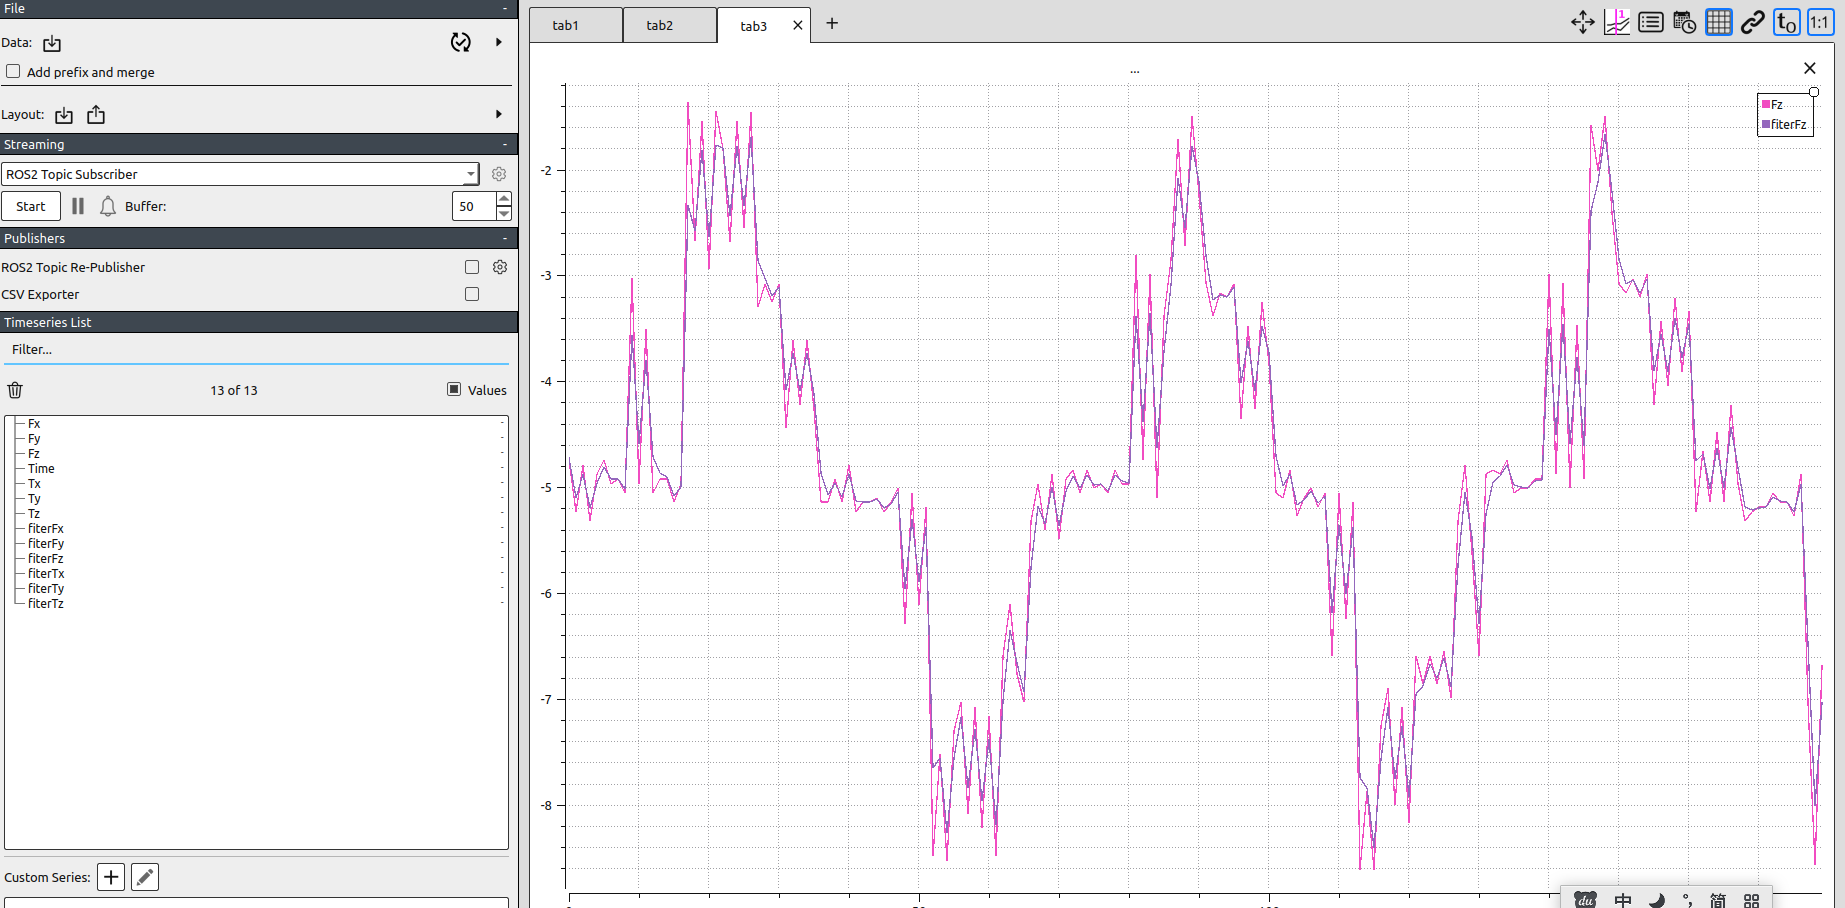 File -
tab1 tab2 tab3
Data:
Add prefix and merge
Layout:
Streaming -
ROS2 Topic Subscriber
Start Buffer: 50
Publishers -
ROS2 Topic Re-Publisher
CSV Exporter
Timeseries List
Filter...
13 of 13 Values
Fx -
Fy -
Fz -
Time -
Tx -
Ty -
Tz -
fiterFx -
fiterFy -
fiterFz -
fiterTx -
fiterTy -
fiterTz -
Custom Series:
1
t0
1:1
...
Fz
fiterFz
-2
-3
-4
-5
-6
-7
-8
du 中 简